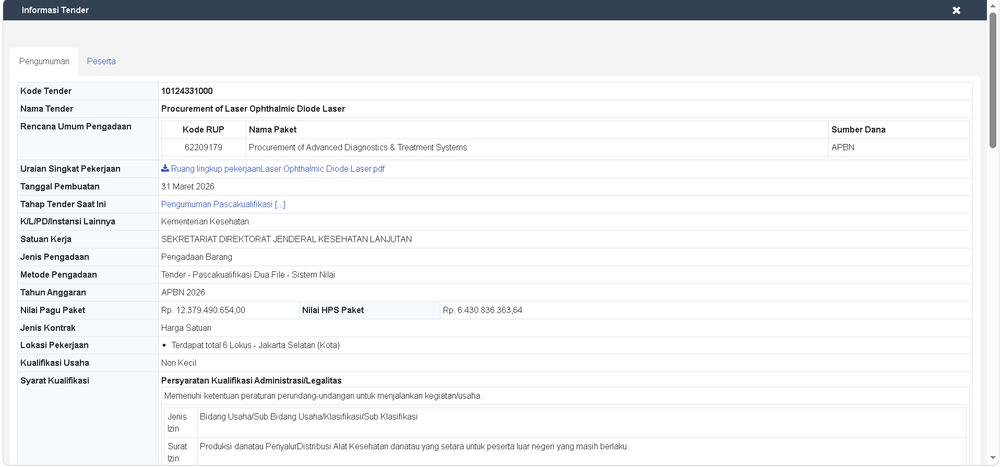 Informasi Tender
Pengumuman Peserta
Kode Tender 10124331000
Nama Tender Procurement of Laser Ophthalmic Diode Laser
Rencana Umum Pengadaan
Kode RUP Nama Paket Sumber Dana
62209179 Procurement of Advanced Diagnostics & Treatment Systems APBN
Uraian Singkat Pekerjaan Ruang lingkup pekerjaanLaser Ophthalmic Diode Laser.pdf
Tanggal Pembuatan 31 Maret 2026
Tahap Tender Saat Ini Pengumuman Pascakualifikasi [...]
K/L/PD/Instansi Lainnya Kementerian Kesehatan
Satuan Kerja SEKRETARIAT DIREKTORAT JENDERAL KESEHATAN LANJUTAN
Jenis Pengadaan Pengadaan Barang
Metode Pengadaan Tender - Pascakualifikasi Dua File - Sistem Nilai
Tahun Anggaran APBN 2026
Nilai Pagu Paket Rp. 12.379.490.654,00 Nilai HPS Paket Rp. 6.430.836.363,64
Jenis Kontrak Harga Satuan
Lokasi Pekerjaan ▪ Terdapat total 6 Lokus - Jakarta Selatan (Kota)
Kualifikasi Usaha Non Kecil
Syarat Kualifikasi Persyaratan Kualifikasi Administrasi/Legalitas
Memenuhi ketentuan peraturan perundang-undangan untuk menjalankan kegiatan/usaha.
Jenis Bidang Usaha/Sub Bidang Usaha/Klasifikasi/Sub Klasifikasi
Izin
Surat Produksi danatau PenyalurDistribusi Alat Kesehatan danatau yang setara untuk peserta luar negeri yang masih berlaku.
Izin